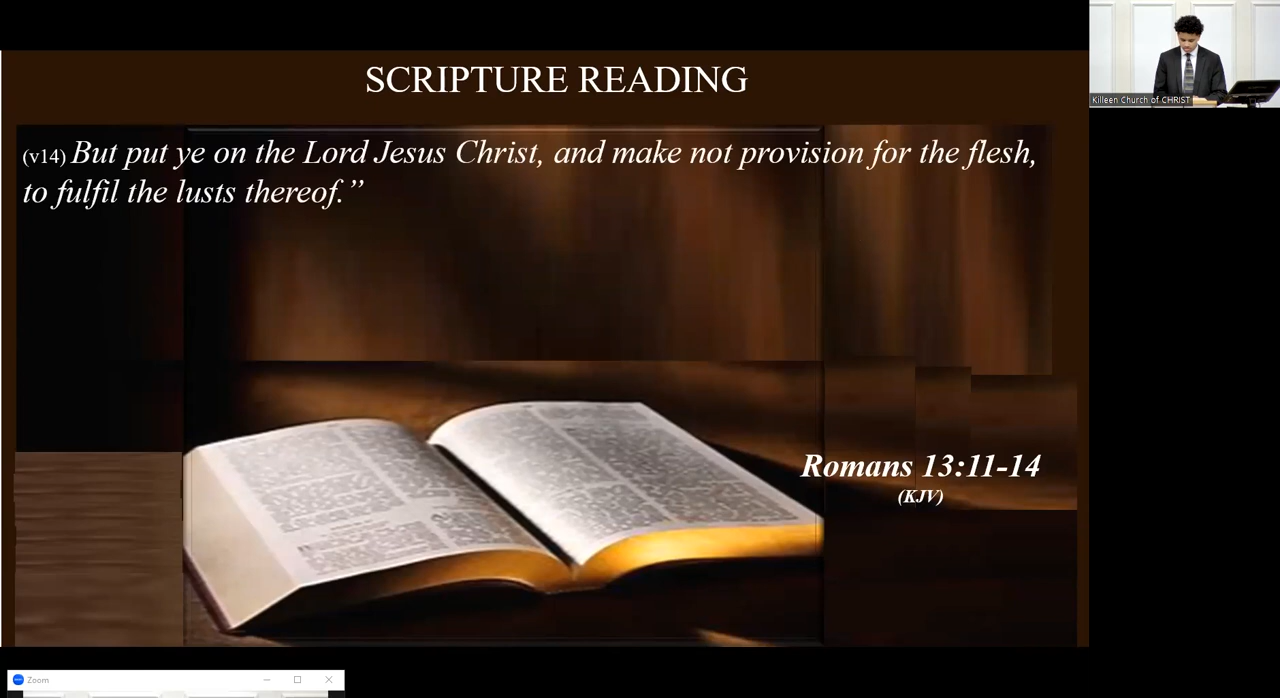 SCRIPTURE READING
(v14) But put ye on the Lord Jesus Christ, and make not provision for the flesh,
to fulfil the lusts thereof.”
Romans 13:11-14
(KJV)
Killeen Church of CHRIST
Zoom